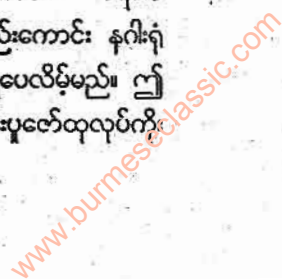 ည်းကောင်း နဂါးရုံ
ပေလိမ့်မည်။ ဤ
းပူဇော်ထုလုပ်ကိုး
www.burmeseclassic.com